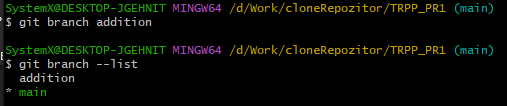 SystemX@DESKTOP-JGEHNIT MINGW64 /d/Work/cloneRepozitor/TRPP_PR1 (main)
$ git branch addition
SystemX@DESKTOP-JGEHNIT MINGW64 /d/Work/cloneRepozitor/TRPP_PR1 (main)
$ git branch --list
addition
* main